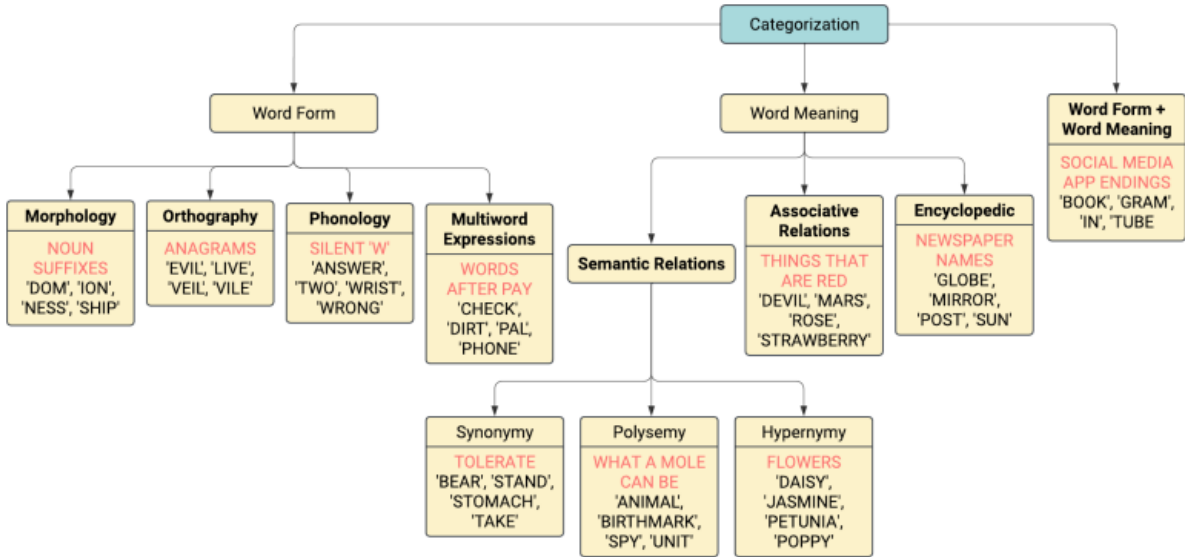 Categorization
Word Form
Word Meaning
Word Form +
Word Meaning
SOCIAL MEDIA
APP ENDINGS
'BOOK', 'GRAM',
'IN', 'TUBE
Morphology
NOUN
SUFFIXES
'DOM', 'ION',
'NESS', 'SHIP'
Orthography
ANAGRAMS
'EVIL', 'LIVE',
'VEIL', 'VILE'
Phonology
SILENT 'W'
'ANSWER',
'TWO', 'WRIST',
'WRONG'
Multiword
Expressions
WORDS
AFTER PAY
'CHECK',
'DIRT', 'PAL',
'PHONE'
Semantic Relations
Associative
Relations
THINGS THAT
ARE RED
'DEVIL', 'MARS',
'ROSE',
'STRAWBERRY'
Encyclopedic
NEWSPAPER
NAMES
'GLOBE',
'MIRROR',
'POST', 'SUN'
Synonymy
TOLERATE
'BEAR', 'STAND',
'STOMACH',
'TAKE'
Polysemy
WHAT A MOLE
CAN BE
'ANIMAL',
'BIRTHMARK',
'SPY', 'UNIT'
Hypernymy
FLOWERS
'DAISY',
'JASMINE',
'PETUNIA',
'POPPY'